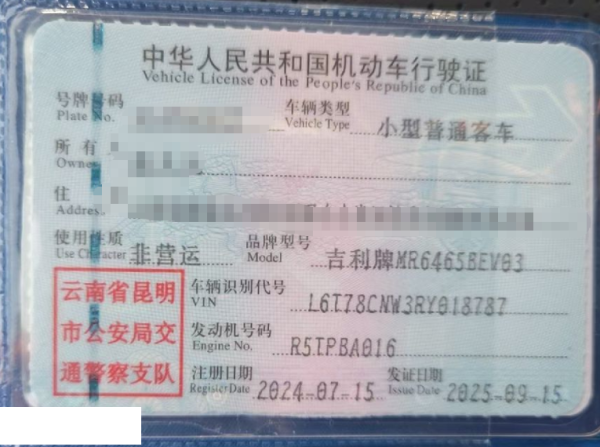 中华人民共和国机动车行驶证
Vehicle License of the People's Republic of China
号牌号码 车辆类型 小型普通客车
Plate No. Vehicle Type
所有人
Owner
住
Address
使用性质 非营运 品牌型号 吉利牌MR6465BEV03
Use Character Model
云南省昆明 车辆识别代号 L6T78CNW3RY018787
VIN
市公安局交 发动机号码 R5TPBA016
Engine No.
通警察支队 注册日期 2024-07-15 发证日期 2025-09-15
Register Date Issue Date